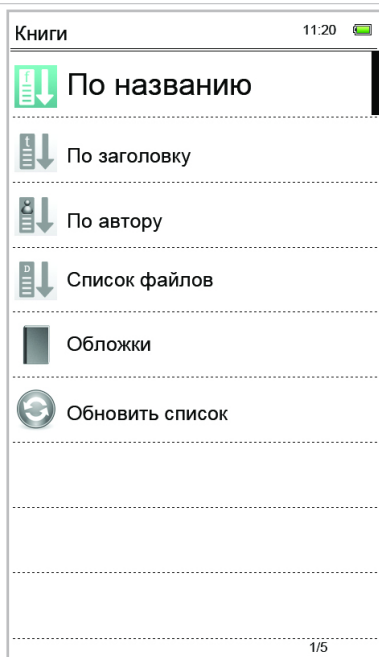 Книги 11:20
По названию
По заголовку
По автору
Список файлов
Обложки
Обновить список
1/5